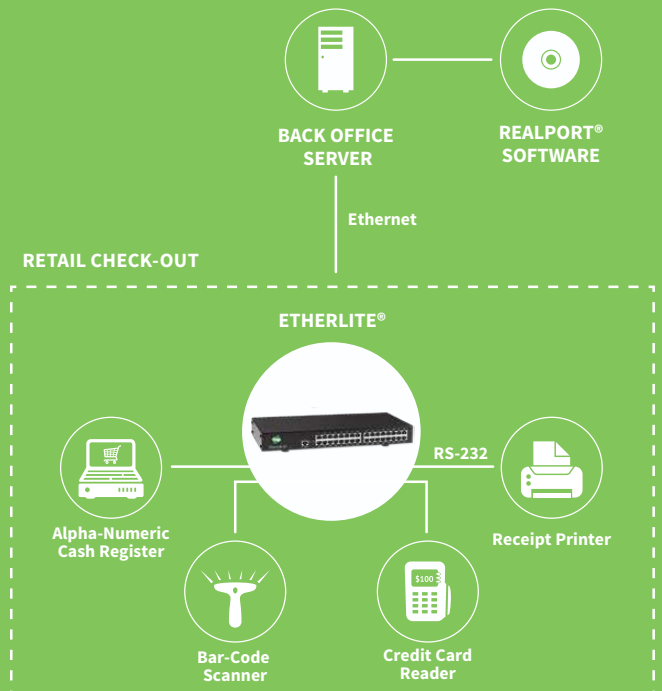 BACK OFFICE
SERVER
REALPORT®
SOFTWARE
Ethernet
RETAIL CHECK-OUT
ETHERLITE®
RS-232
Alpha-Numeric
Cash Register
Receipt Printer
$100
Bar-Code
Scanner
Credit Card
Reader